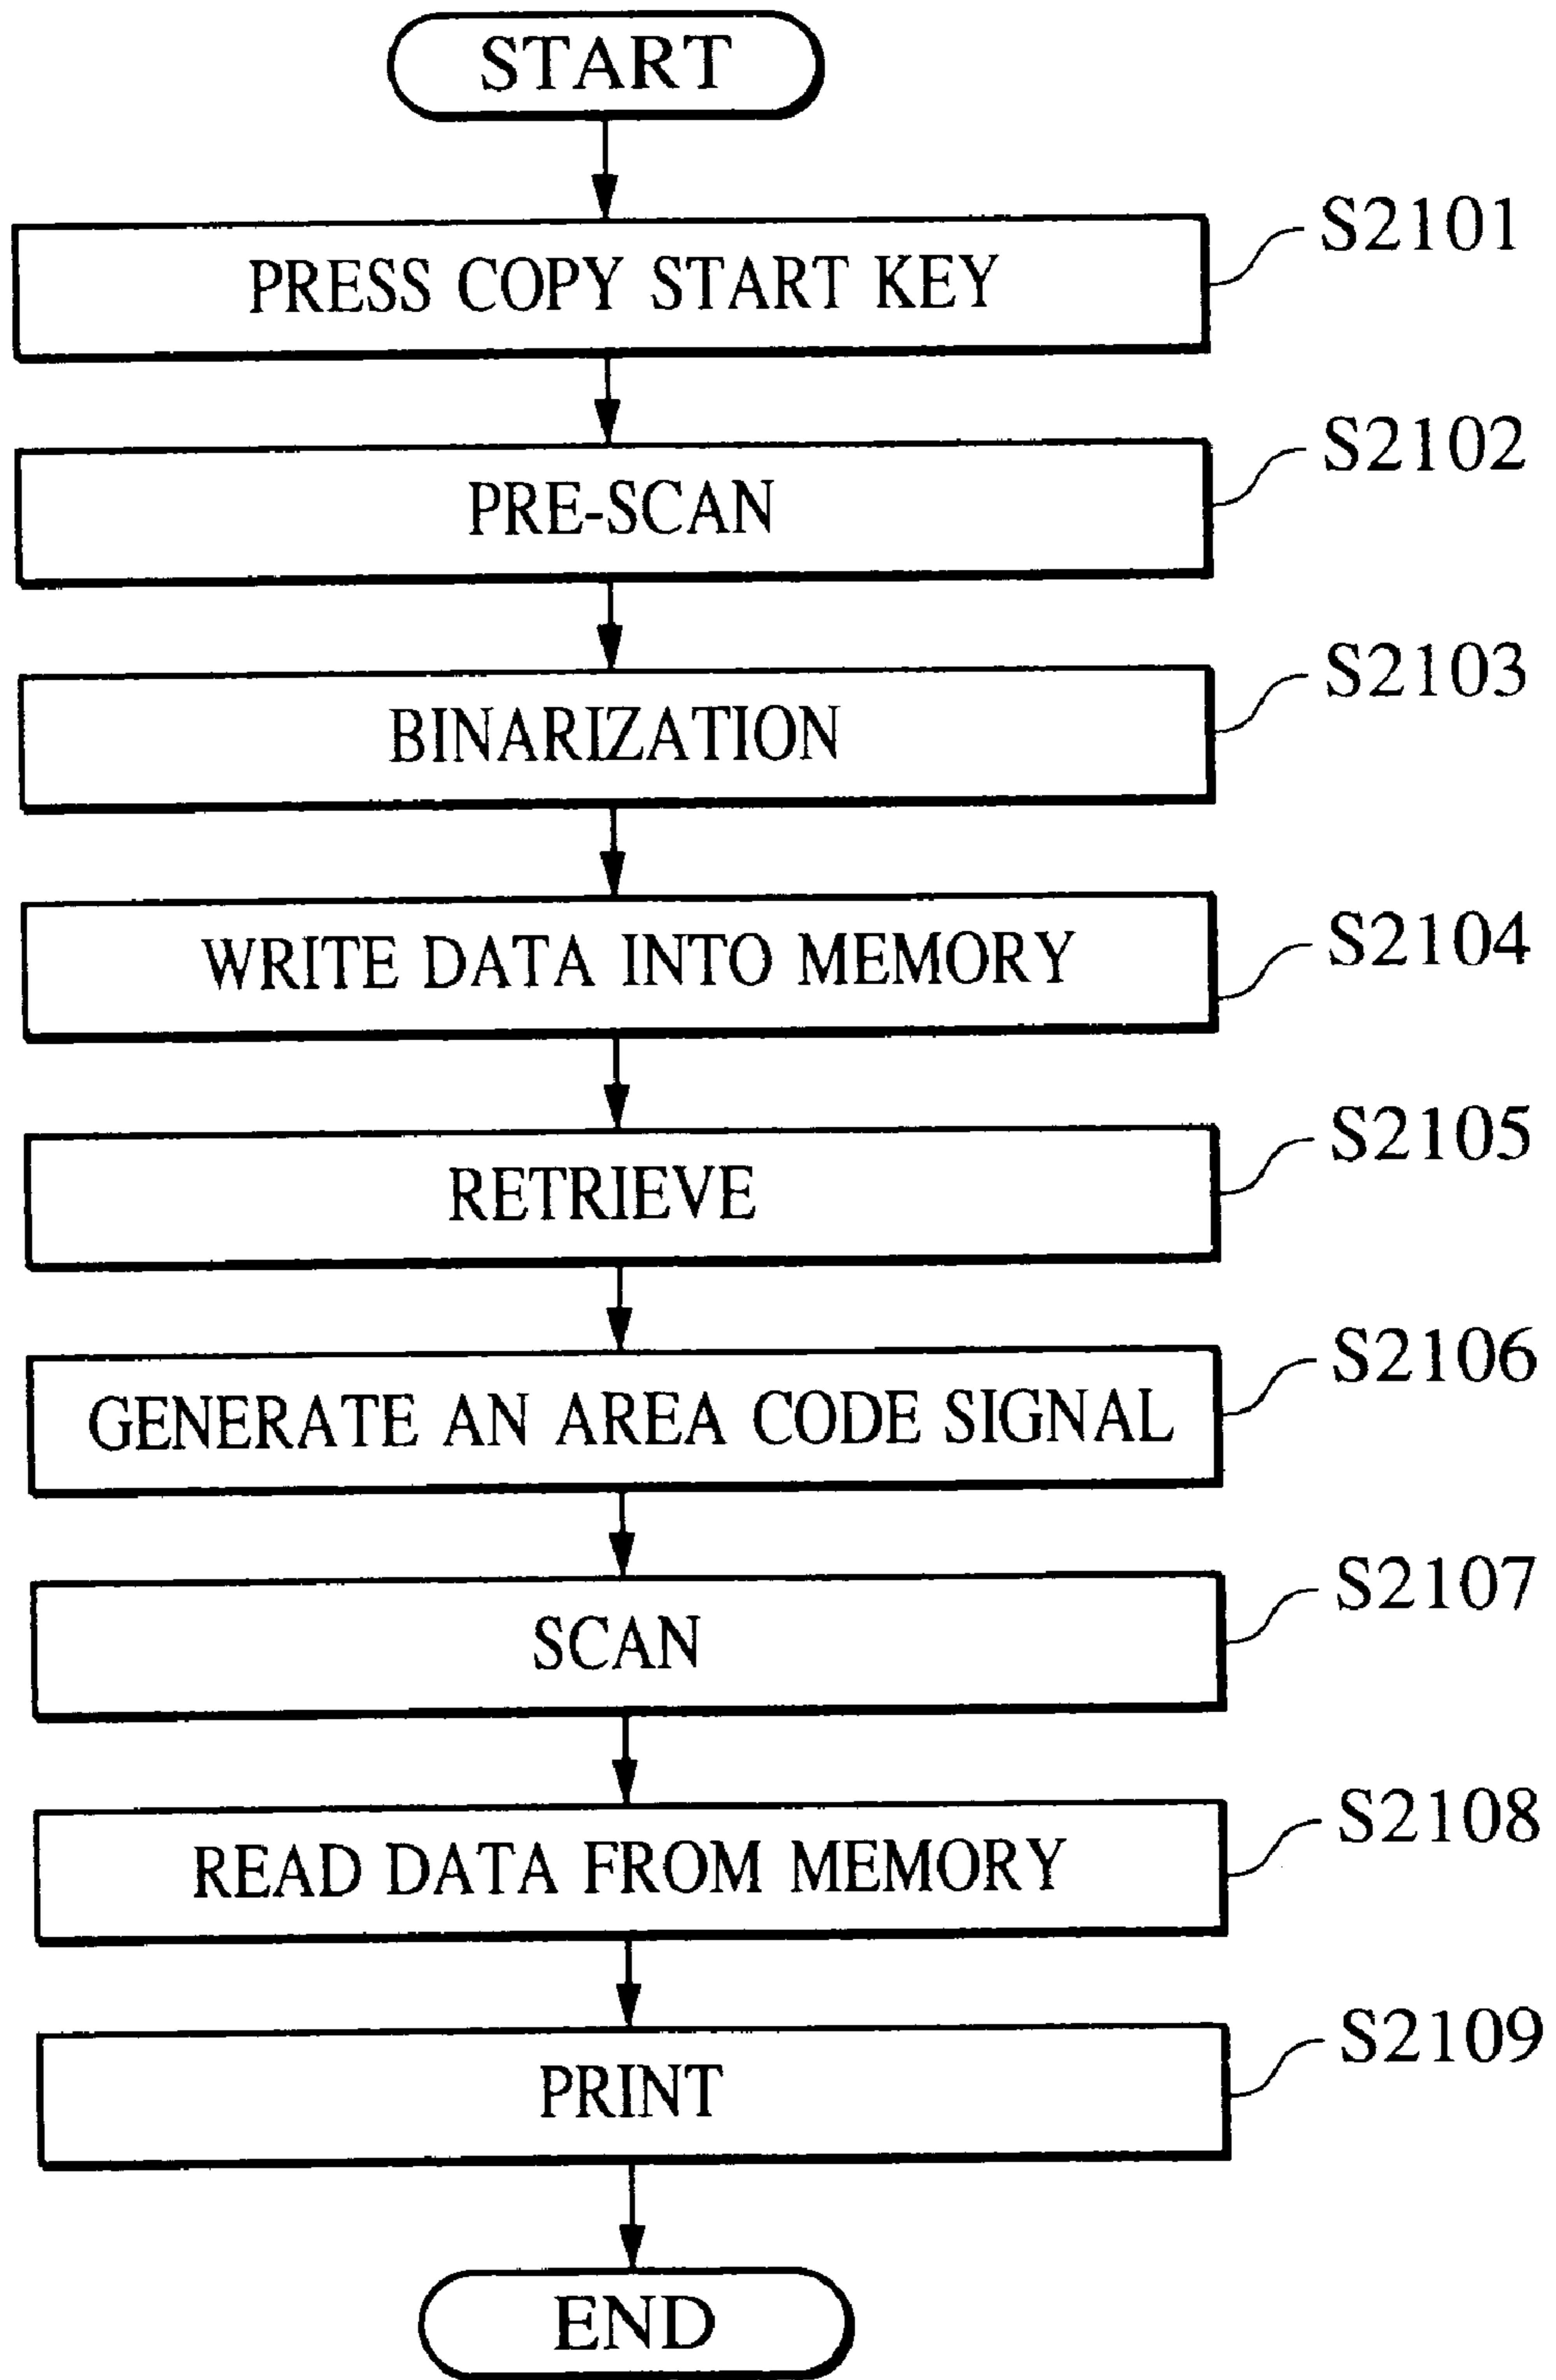 START
PRESS COPY START KEY
S2101
PRE-SCAN
S2102
BINARIZATION
S2103
WRITE DATA INTO MEMORY
S2104
RETRIEVE
S2105
GENERATE AN AREA CODE SIGNAL
S2106
SCAN
S2107
READ DATA FROM MEMORY
S2108
PRINT
S2109
END